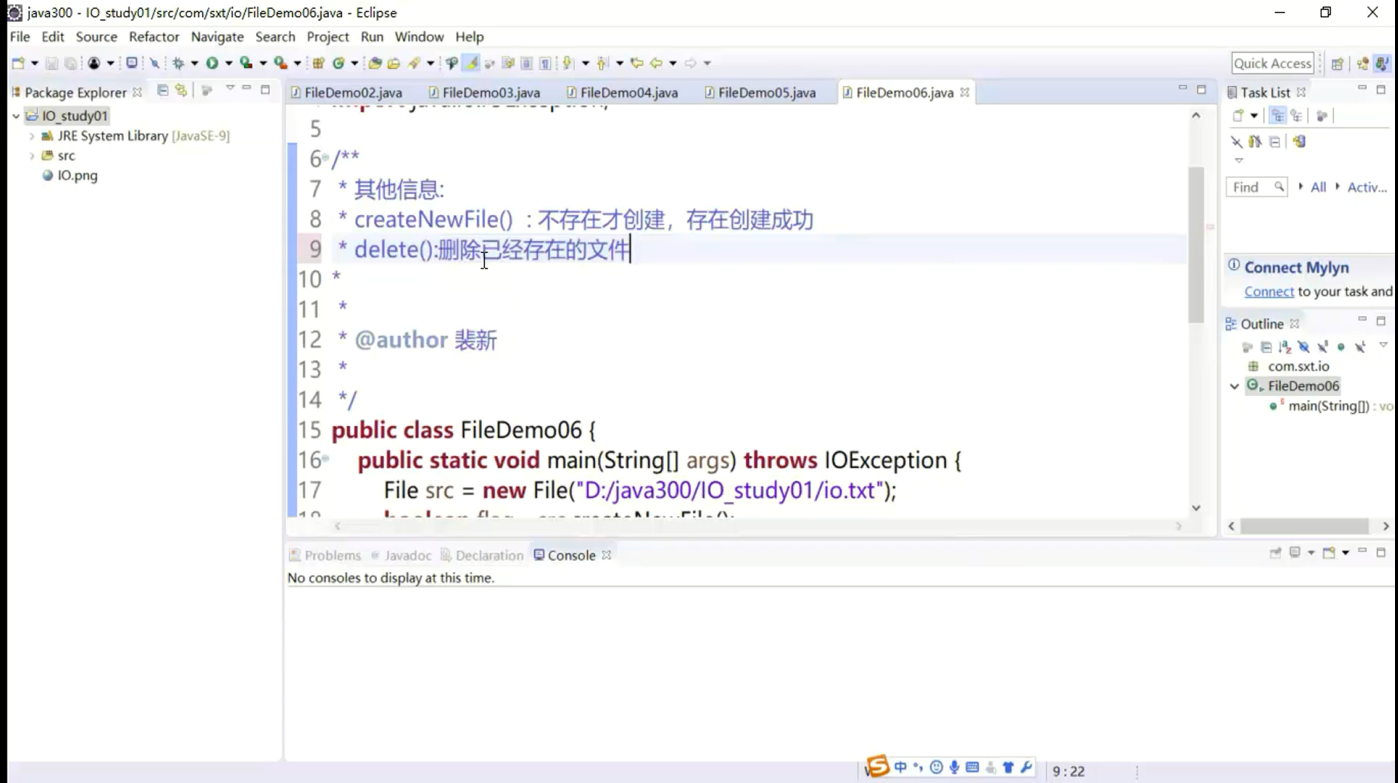 java300 - IO_study01/src/com/sxt/io/FileDemo06.java - Eclipse
File Edit Source Refactor Navigate Search Project Run Window Help
Quick Access
Package Explorer
IO_study01
JRE System Library [JavaSE-9]
src
IO.png
FileDemo02.java FileDemo03.java FileDemo04.java FileDemo05.java FileDemo06.java
5
6 /**
7 * 其他信息:
8 * createNewFile() : 不存在才创建，存在创建成功
9 * delete():删除已经存在的文件
10 *
11 *
12 * @author 裴新
13 *
14 */
15 public class FileDemo06 {
16 public static void main(String[] args) throws IOException {
17 File src = new File("D:/java300/IO_study01/io.txt");
Problems Javadoc Declaration Console
No consoles to display at this time.
Task List
Find All Activ...
Connect Mylyn
Connect to your task and
Outline
com.sxt.io
FileDemo06
main(String[]) : vo
中
9 : 22